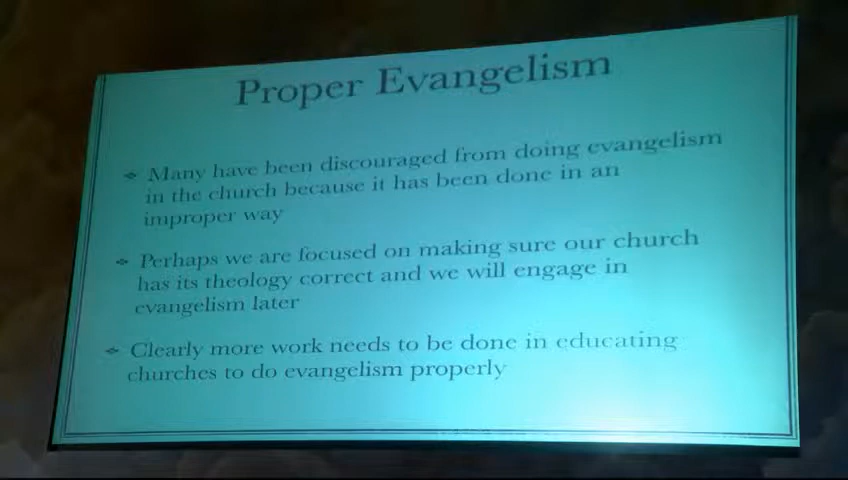 Proper Evangelism
Many have been discouraged from doing evangelism
in the church because it has been done in an
improper way
Perhaps we are focused on making sure our church
has its theology correct and we will engage in
evangelism later
Clearly more work needs to be done in educating
churches to do evangelism properly